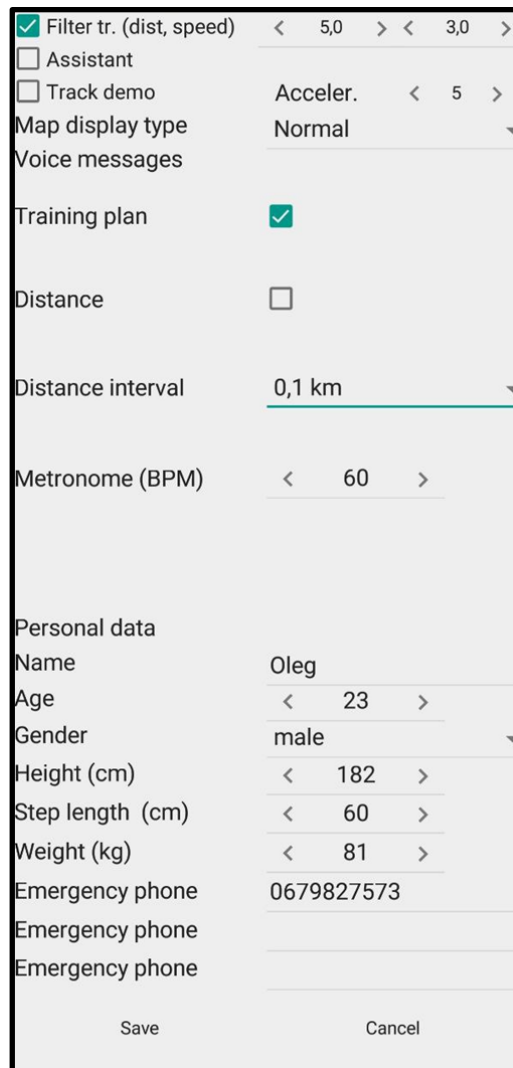 Filter tr. (dist, speed) < 5,0 > < 3,0 >
Assistant
Track demo Acceler. < 5 >
Map display type Normal
Voice messages
Training plan
Distance
Distance interval 0,1 km
Metronome (BPM) < 60 >
Personal data
Name Oleg
Age < 23 >
Gender male
Height (cm) < 182 >
Step length (cm) < 60 >
Weight (kg) < 81 >
Emergency phone 0679827573
Emergency phone
Emergency phone
Save Cancel